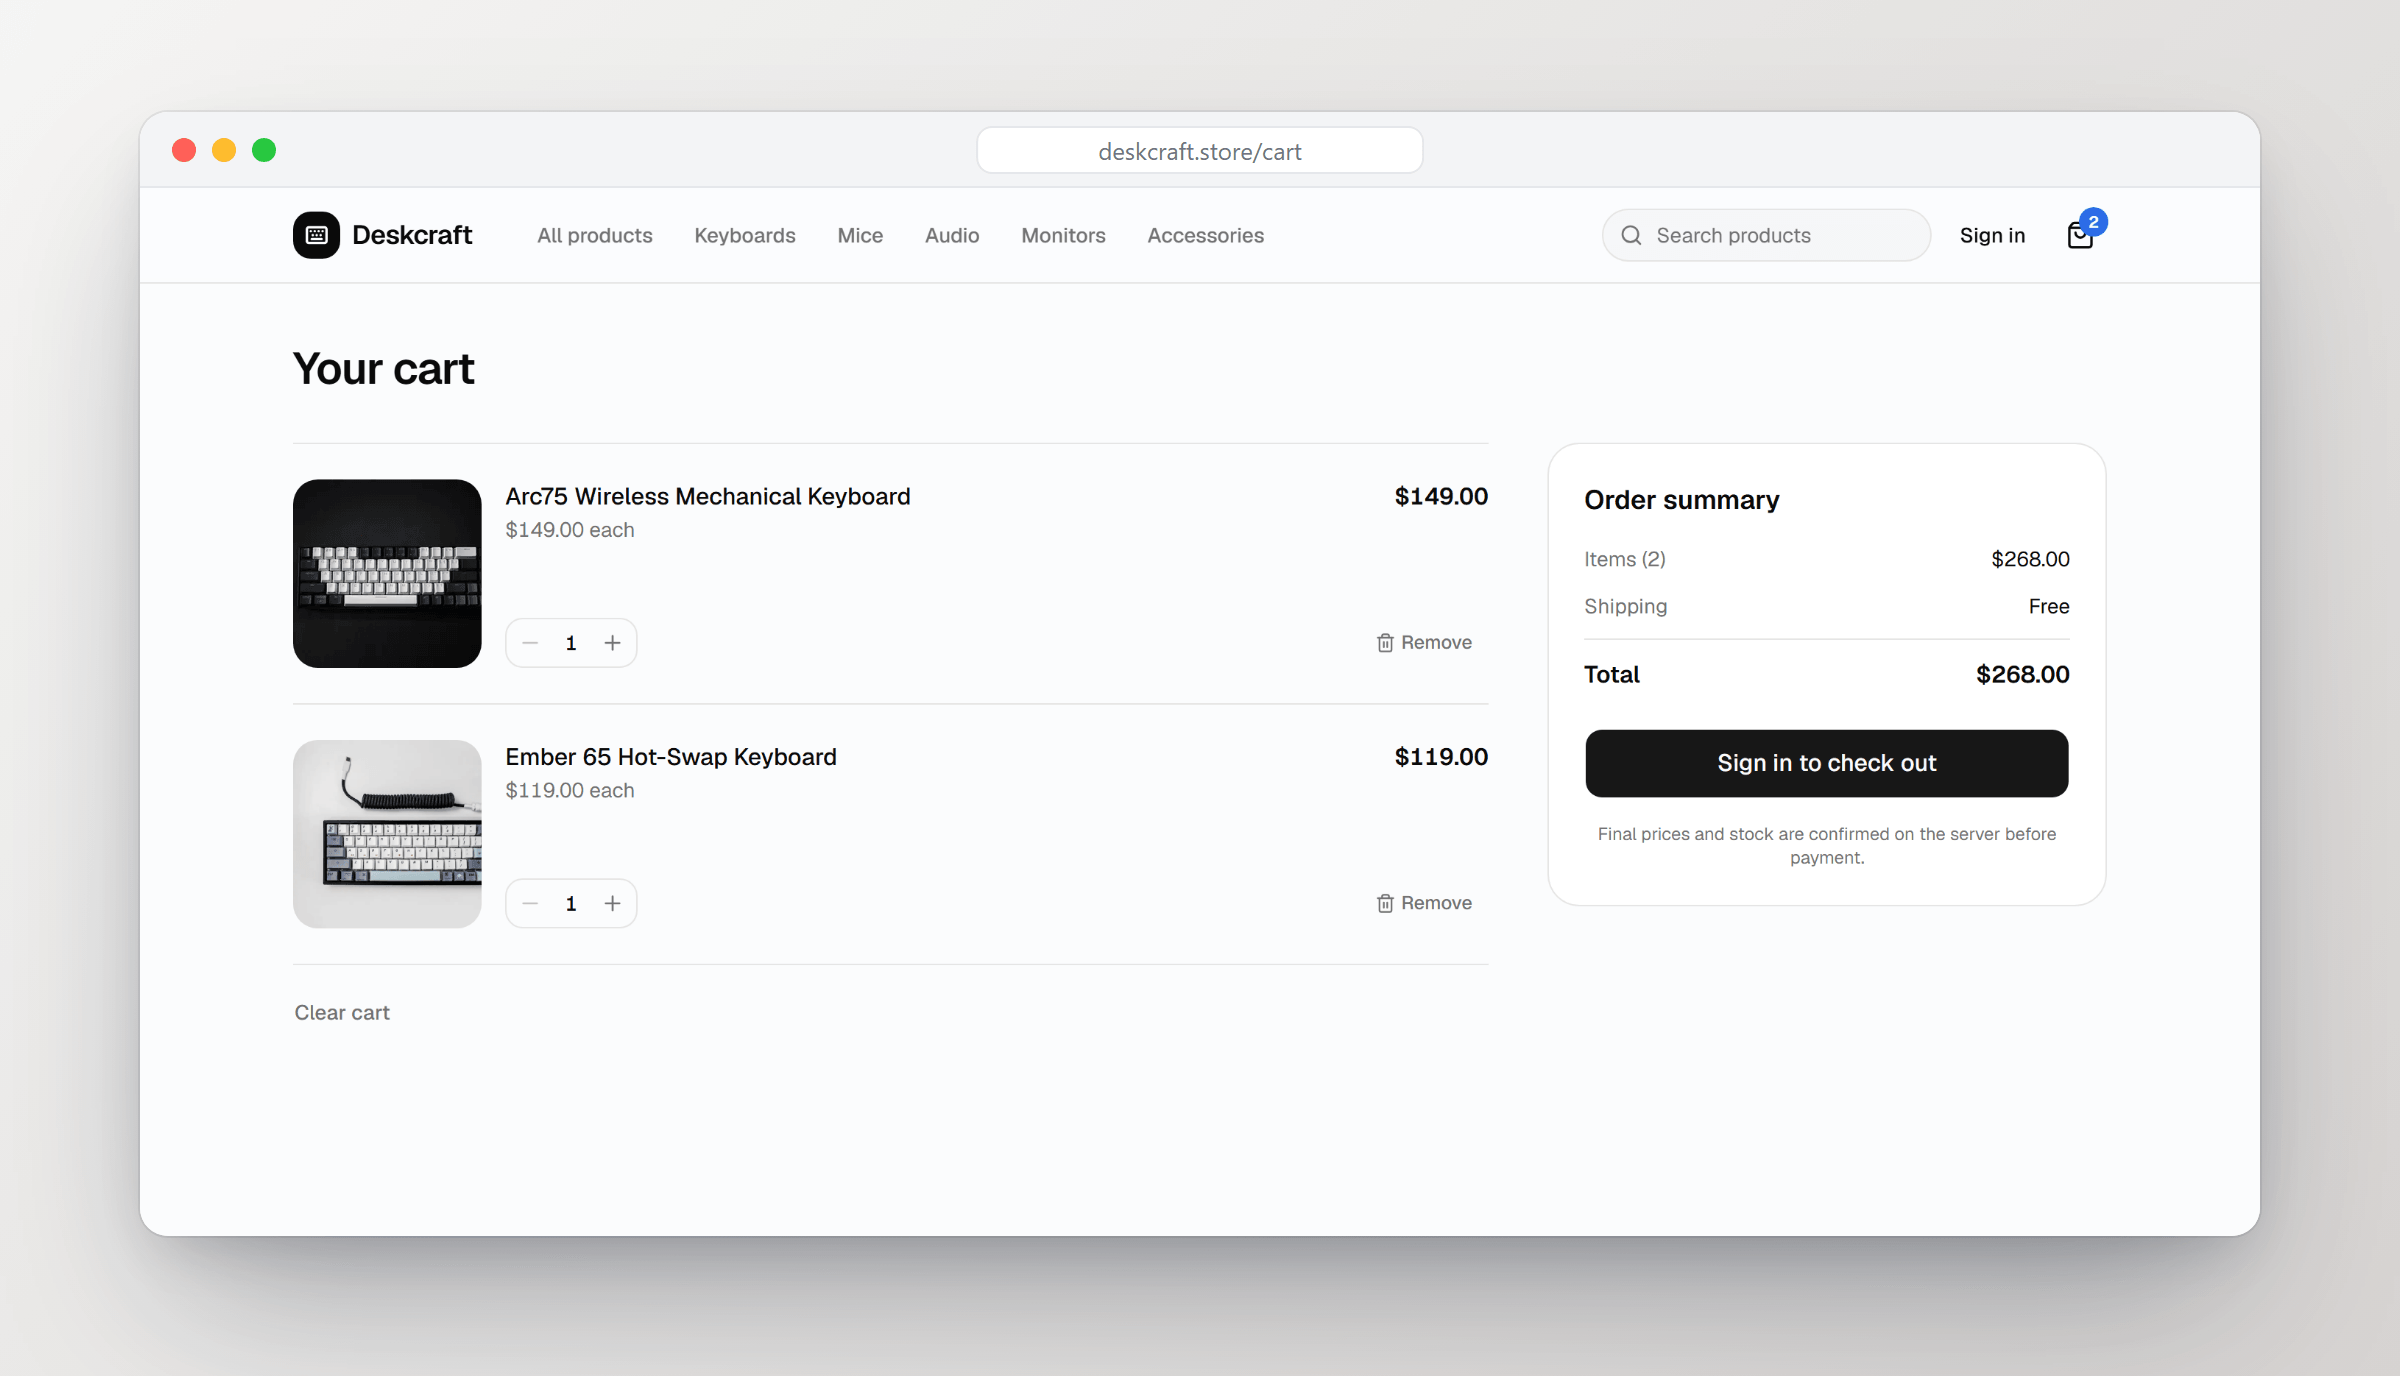 deskcraft.store/cart
Deskcraft
All products
Keyboards
Mice
Audio
Monitors
Accessories
Search products
Sign in
2
Your cart
Arc75 Wireless Mechanical Keyboard
$149.00
$149.00 each
1
Remove
Ember 65 Hot-Swap Keyboard
$119.00
$119.00 each
1
Remove
Clear cart
Order summary
Items (2)
$268.00
Shipping
Free
Total
$268.00
Sign in to check out
Final prices and stock are confirmed on the server before
payment.